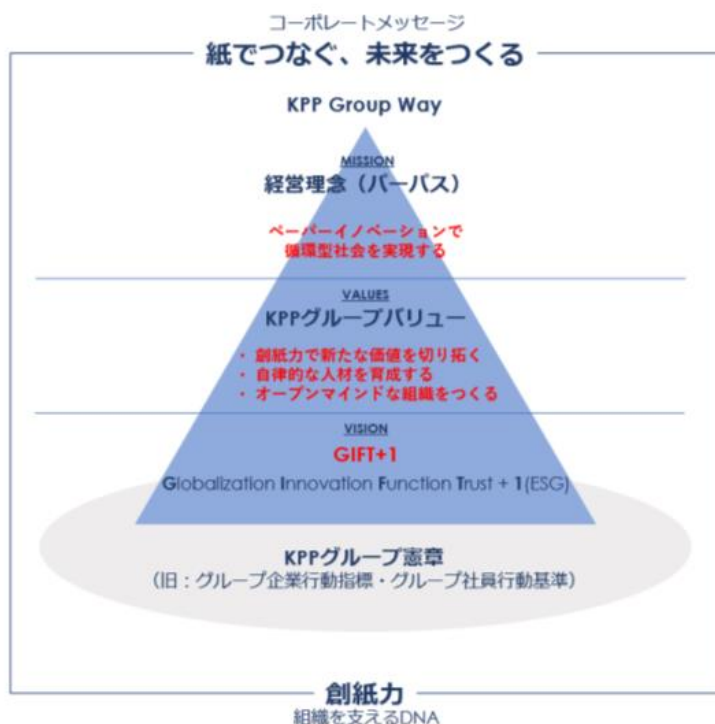 コーポレートメッセージ
紙でつなぐ、未来をつくる
KPP Group Way
MISSION
経営理念（パーパス）
ペーパーイノベーションで
循環型社会を実現する
VALUES
KPPグループバリュー
・ 創紙力で新たな価値を切り拓く
・ 自律的な人材を育成する
・ オープンマインドな組織をつくる
VISION
GIFT+1
Globalization Innovation Function Trust + 1(ESG)
KPPグループ憲章
（旧：グループ企業行動指標・グループ社員行動基準）
創紙力
組織を支えるDNA